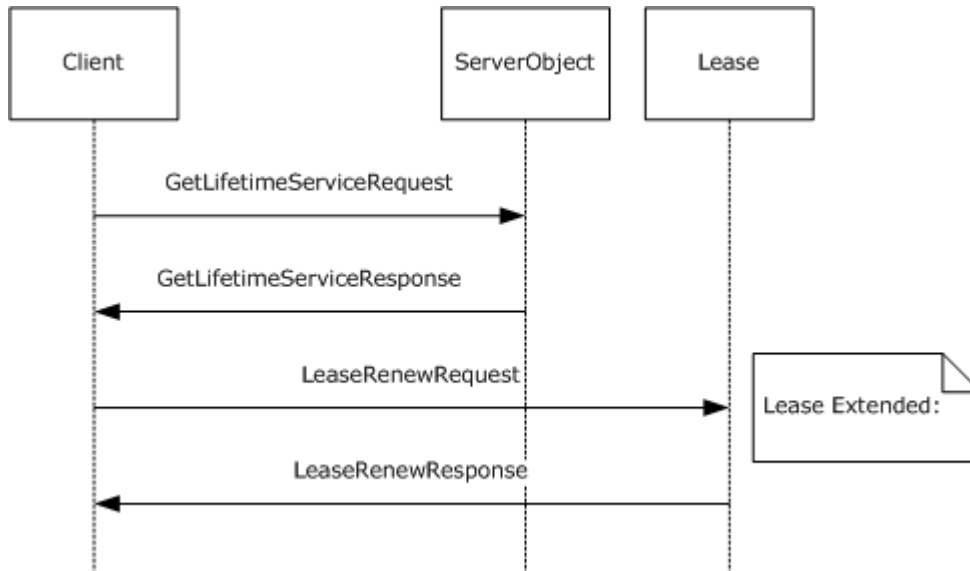 Client
ServerObject
Lease
GetLifetimeServiceRequest
GetLifetimeServiceResponse
LeaseRenewRequest
Lease Extended:
LeaseRenewResponse